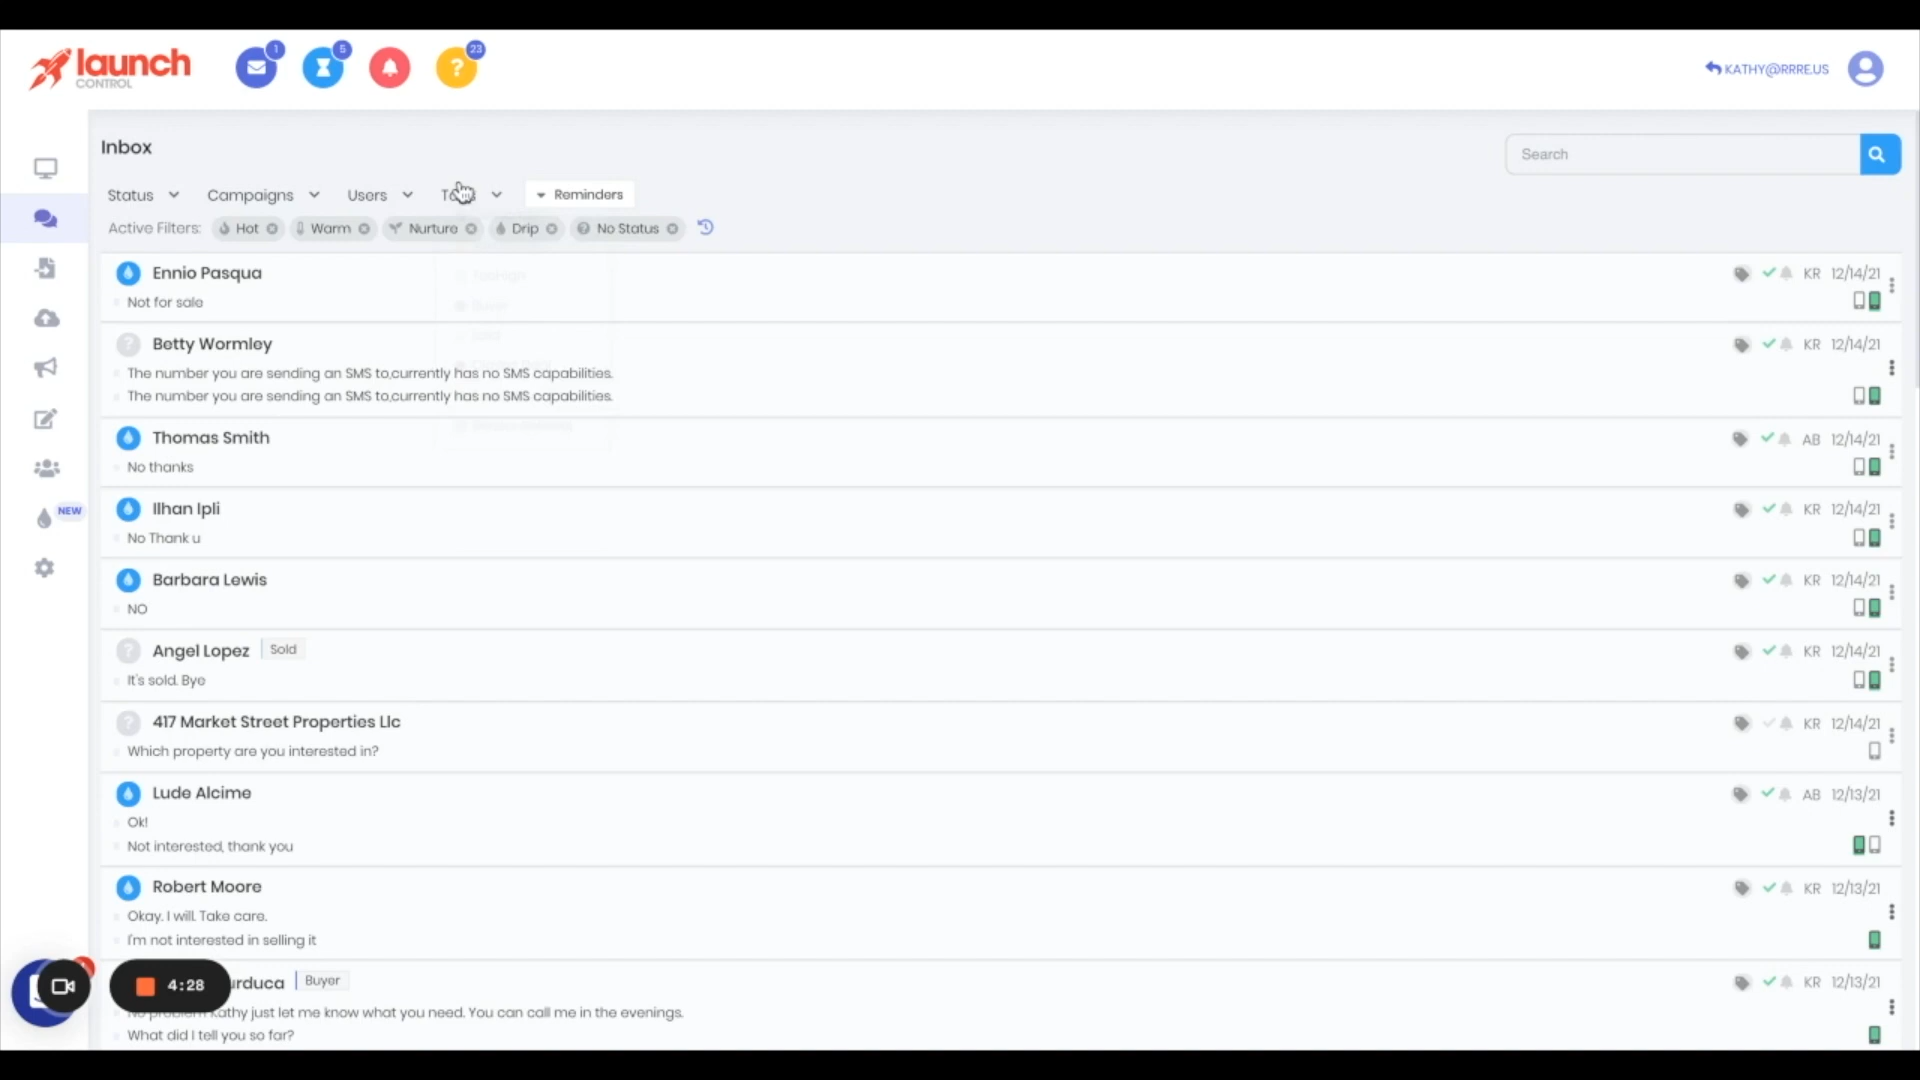 launch
CONTROL
1
5
23
?
KATHY@RRRE.US
Inbox
Search
Status
Campaigns
Users
Reminders
Active Filters:
Hot
Warm
Nurture
Drip
No Status
NEW
Ennio Pasqua
KR 12/14/21
Not for sale
Betty Wormley
KR 12/14/21
The number you are sending an SMS to,currently has no SMS capabilities.
The number you are sending an SMS to,currently has no SMS capabilities.
Thomas Smith
AB 12/14/21
No thanks
Ilhan Ipli
KR 12/14/21
No Thank u
Barbara Lewis
KR 12/14/21
NO
Angel Lopez Sold
KR 12/14/21
It's sold. Bye
417 Market Street Properties Llc
KR 12/14/21
Which property are you interested in?
Lude Alcime
AB 12/13/21
Ok!
Not interested, thank you
Robert Moore
KR 12/13/21
Okay. I will. Take care.
I'm not interested in selling it
4:28
urduca Buyer
KR 12/13/21
No problem Kathy just let me know what you need. You can call me in the evenings.
What did I tell you so far?